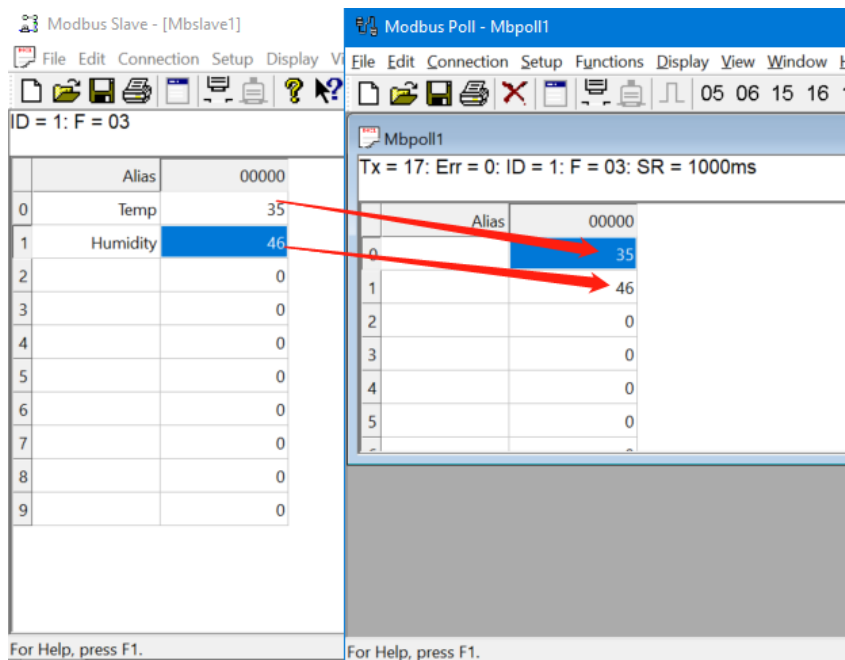 Modbus Slave - [Mbslave1]
File Edit Connection Setup Display Vi
ID = 1: F = 03
Alias 00000
0 Temp 35
1 Humidity 46
2 0
3 0
4 0
5 0
6 0
7 0
8 0
9 0
For Help, press F1.
Modbus Poll - Mbpoll1
File Edit Connection Setup Functions Display View Window
05 06 15 16
Mbpoll1
Tx = 17: Err = 0: ID = 1: F = 03: SR = 1000ms
Alias 00000
0 35
1 46
2 0
3 0
4 0
5 0
For Help, press F1.